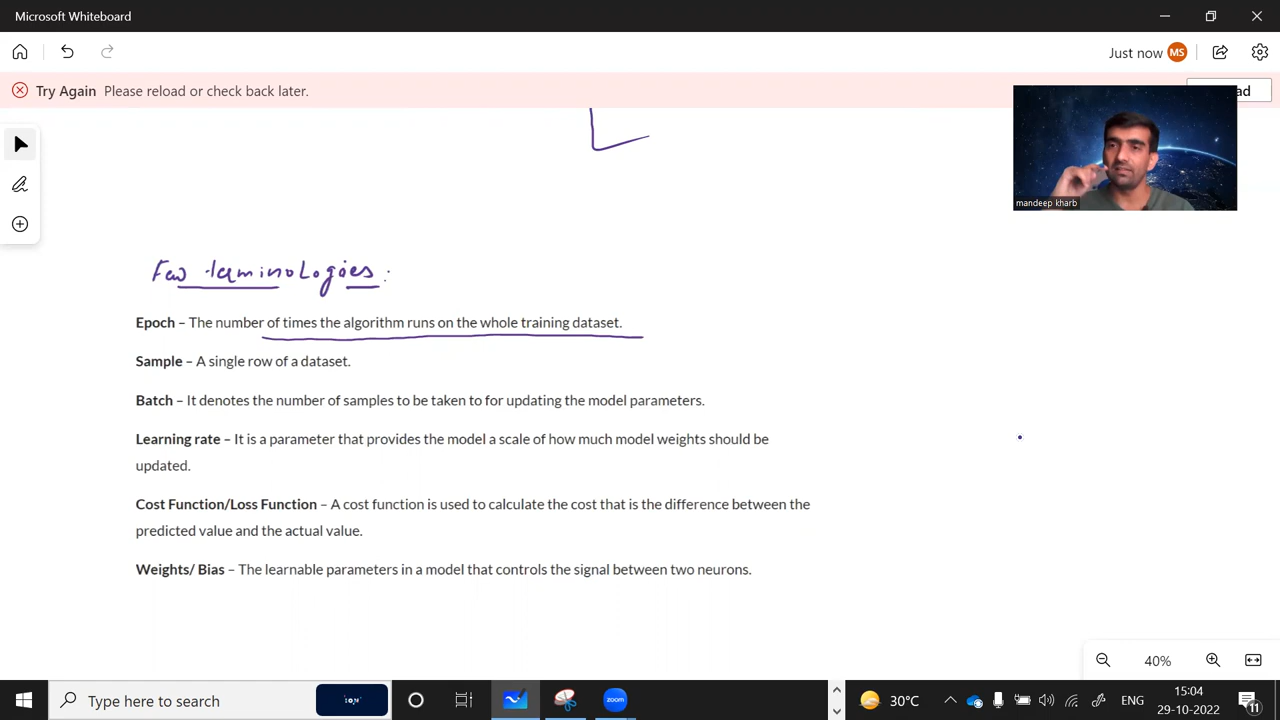 Microsoft Whiteboard
Just now MS
Try Again Please reload or check back later.
ad
mandeep kharb
Few terminologies:
Epoch – The number of times the algorithm runs on the whole training dataset.
Sample – A single row of a dataset.
Batch – It denotes the number of samples to be taken to for updating the model parameters.
Learning rate – It is a parameter that provides the model a scale of how much model weights should be
updated.
Cost Function/Loss Function – A cost function is used to calculate the cost that is the difference between the
predicted value and the actual value.
Weights/ Bias – The learnable parameters in a model that controls the signal between two neurons.
40%
Type here to search
zoom
30°C
ENG
15:04
29-10-2022
11